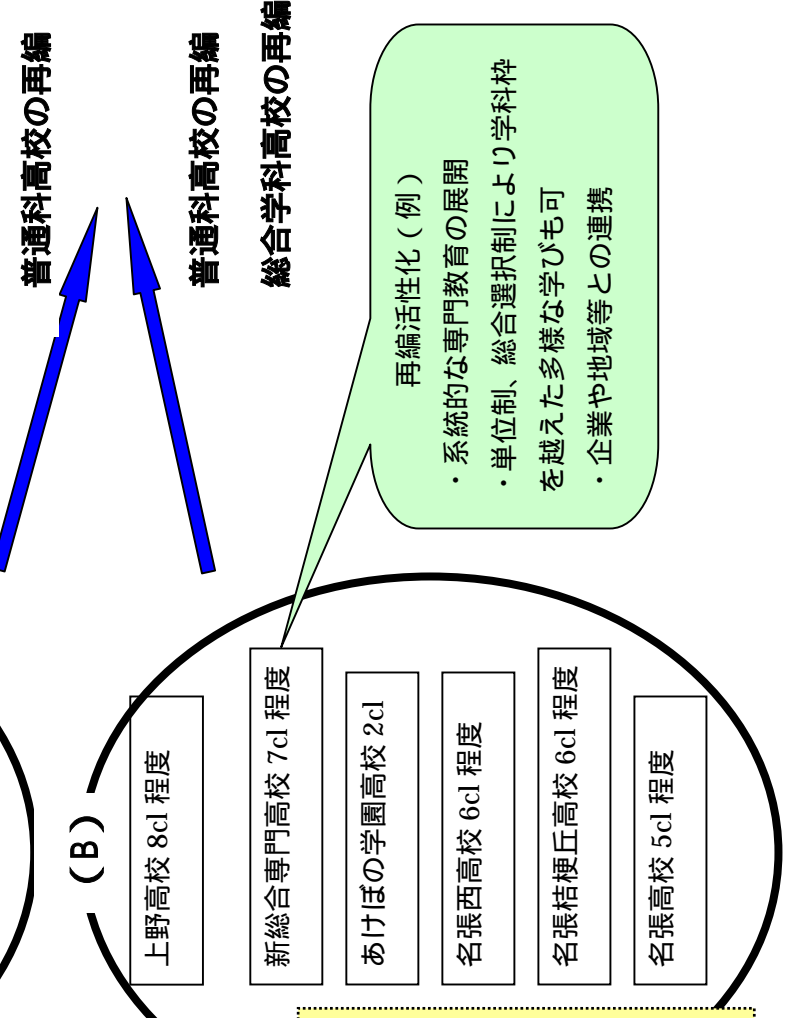 普通科高校の再編
普通科高校の再編
総合学科高校の再編
再編活性化（例）
・系統的な専門教育の展開
・単位制、総合選択制により学科枠
を越えた多様な学びも可
・企業や地域等との連携
（B）
上野高校 8cl 程度
新総合専門高校 7cl 程度
あけぼの学園高校 2cl
名張西高校 6cl 程度
名張桔梗丘高校 6cl 程度
名張高校 5cl 程度